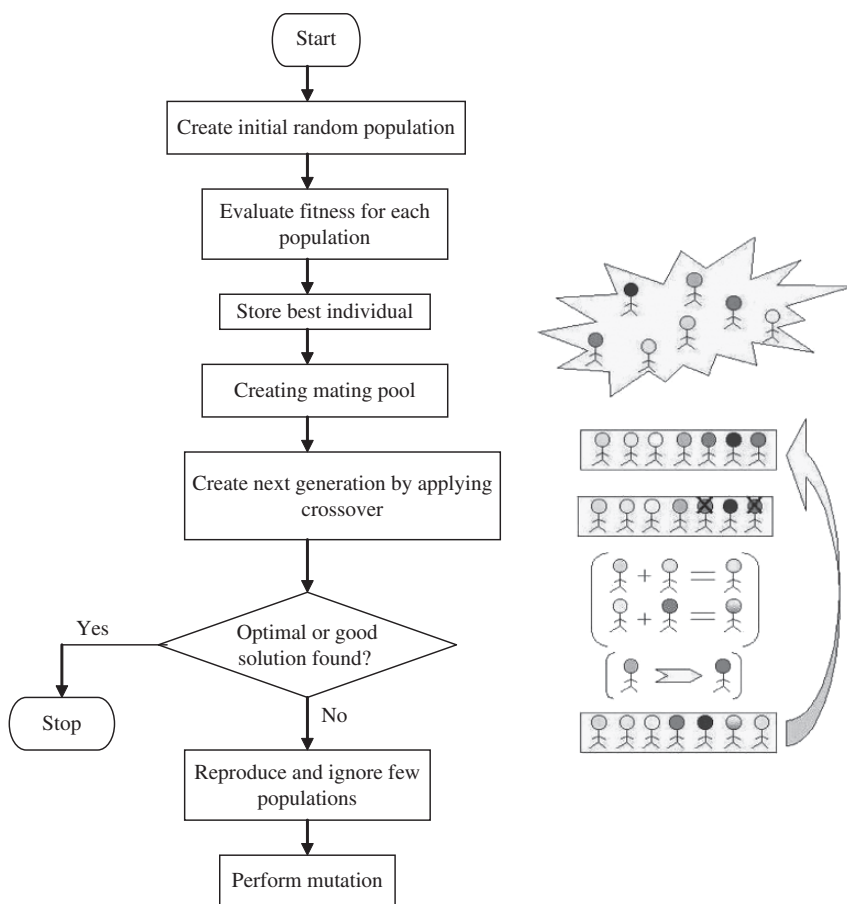 Start
Create initial random population
Evaluate fitness for each
population
Store best individual
Creating mating pool
Create next generation by applying
crossover
Yes
Optimal or good
solution found?
Stop
No
Reproduce and ignore few
populations
Perform mutation